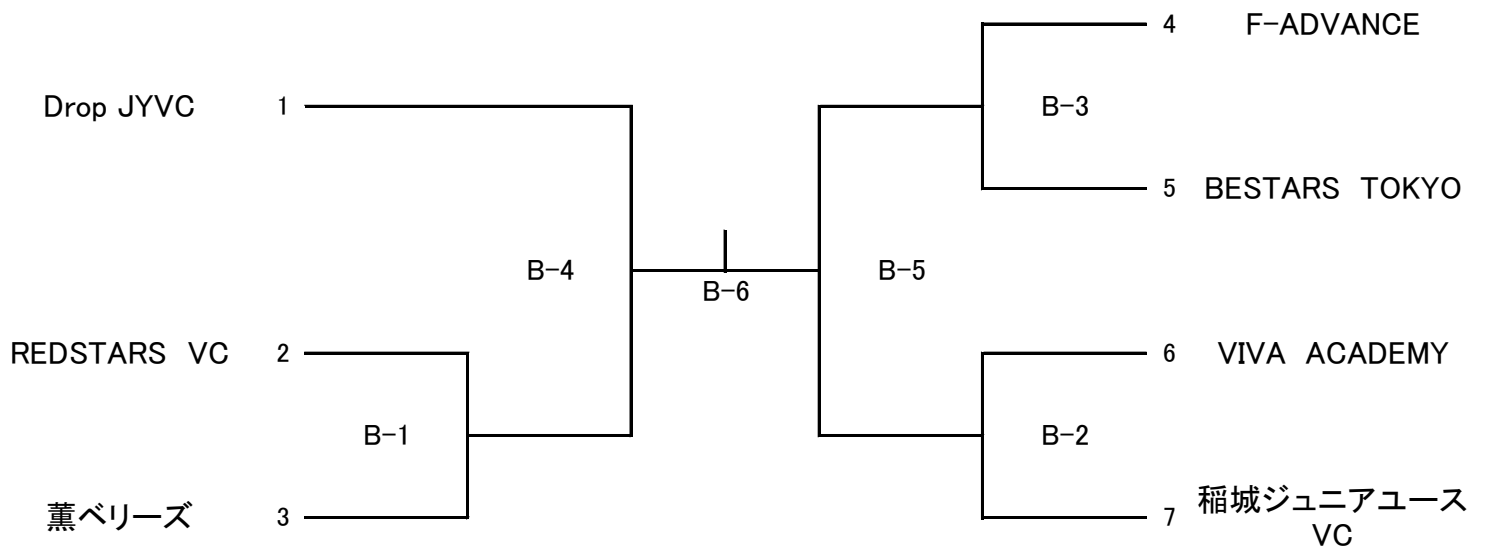 4 F-ADVANCE
Drop JYVC 1
B-3
5 BESTARS TOKYO
B-4
B-5
B-6
REDSTARS VC 2
6 VIVA ACADEMY
B-1
B-2
薫ベリーズ 3
7 稲城ジュニアユース
VC